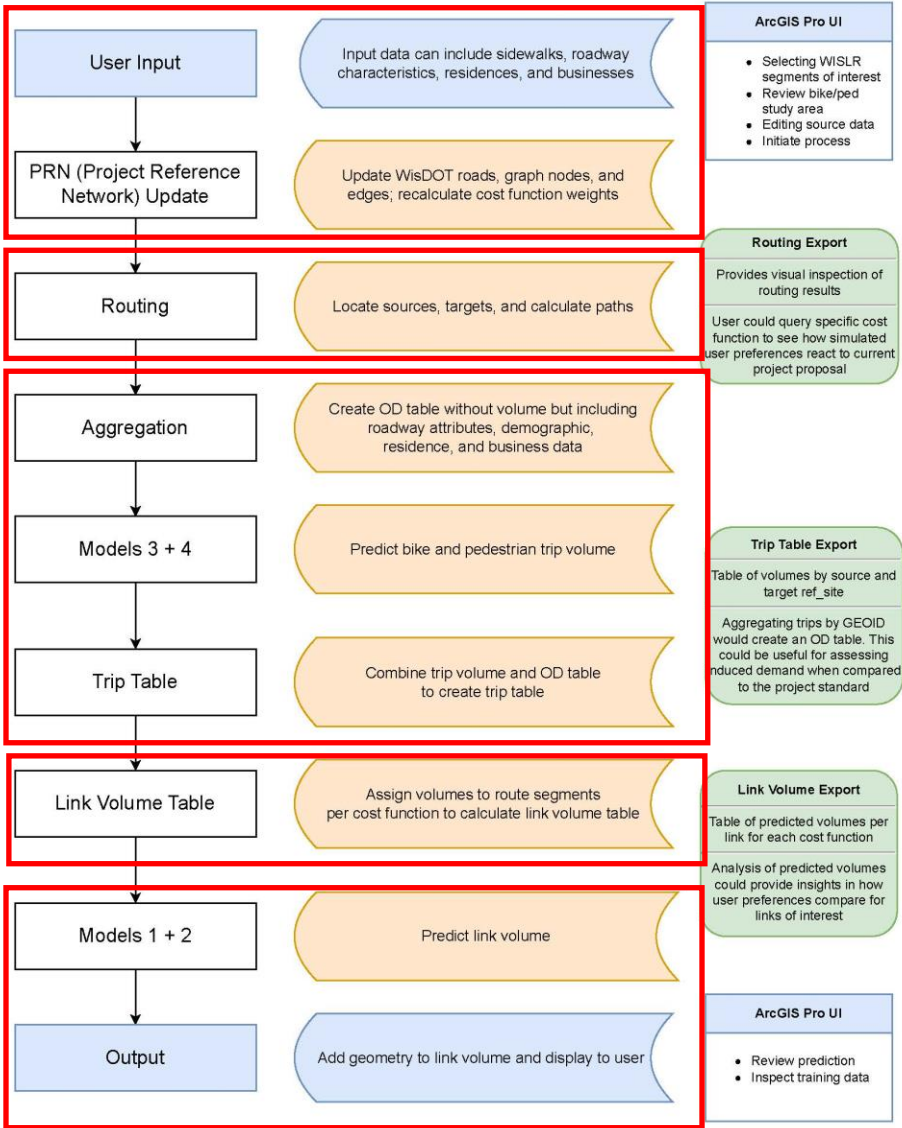 User Input
Input data can include sidewalks, roadway
characteristics, residences, and businesses
ArcGIS Pro UI
Selecting WISLR
segments of interest
Review bike/ped
study area
Editing source data
Initiate process
PRN (Project Reference
Network) Update
Update WisDOT roads, graph nodes, and
edges; recalculate cost function weights
Routing
Locate sources, targets, and calculate paths
Routing Export
Provides visual inspection of
routing results
User could query specific cost
function to see how simulated
user preferences react to current
project proposal
Aggregation
Create OD table without volume but including
roadway attributes, demographic,
residence, and business data
Models 3 + 4
Predict bike and pedestrian trip volume
Trip Table
Combine trip volume and OD table
to create trip table
Trip Table Export
Table of volumes by source and
target ref_site
Aggregating trips by GEOID
would create an OD table. This
could be useful for assessing
induced demand when compared
to the project standard
Link Volume Table
Assign volumes to route segments
per cost function to calculate link volume table
Link Volume Export
Table of predicted volumes per
link for each cost function
Analysis of predicted volumes
could provide insights in how
user preferences compare for
links of interest
Models 1 + 2
Predict link volume
Output
Add geometry to link volume and display to user
ArcGIS Pro UI
Review prediction
Inspect training data